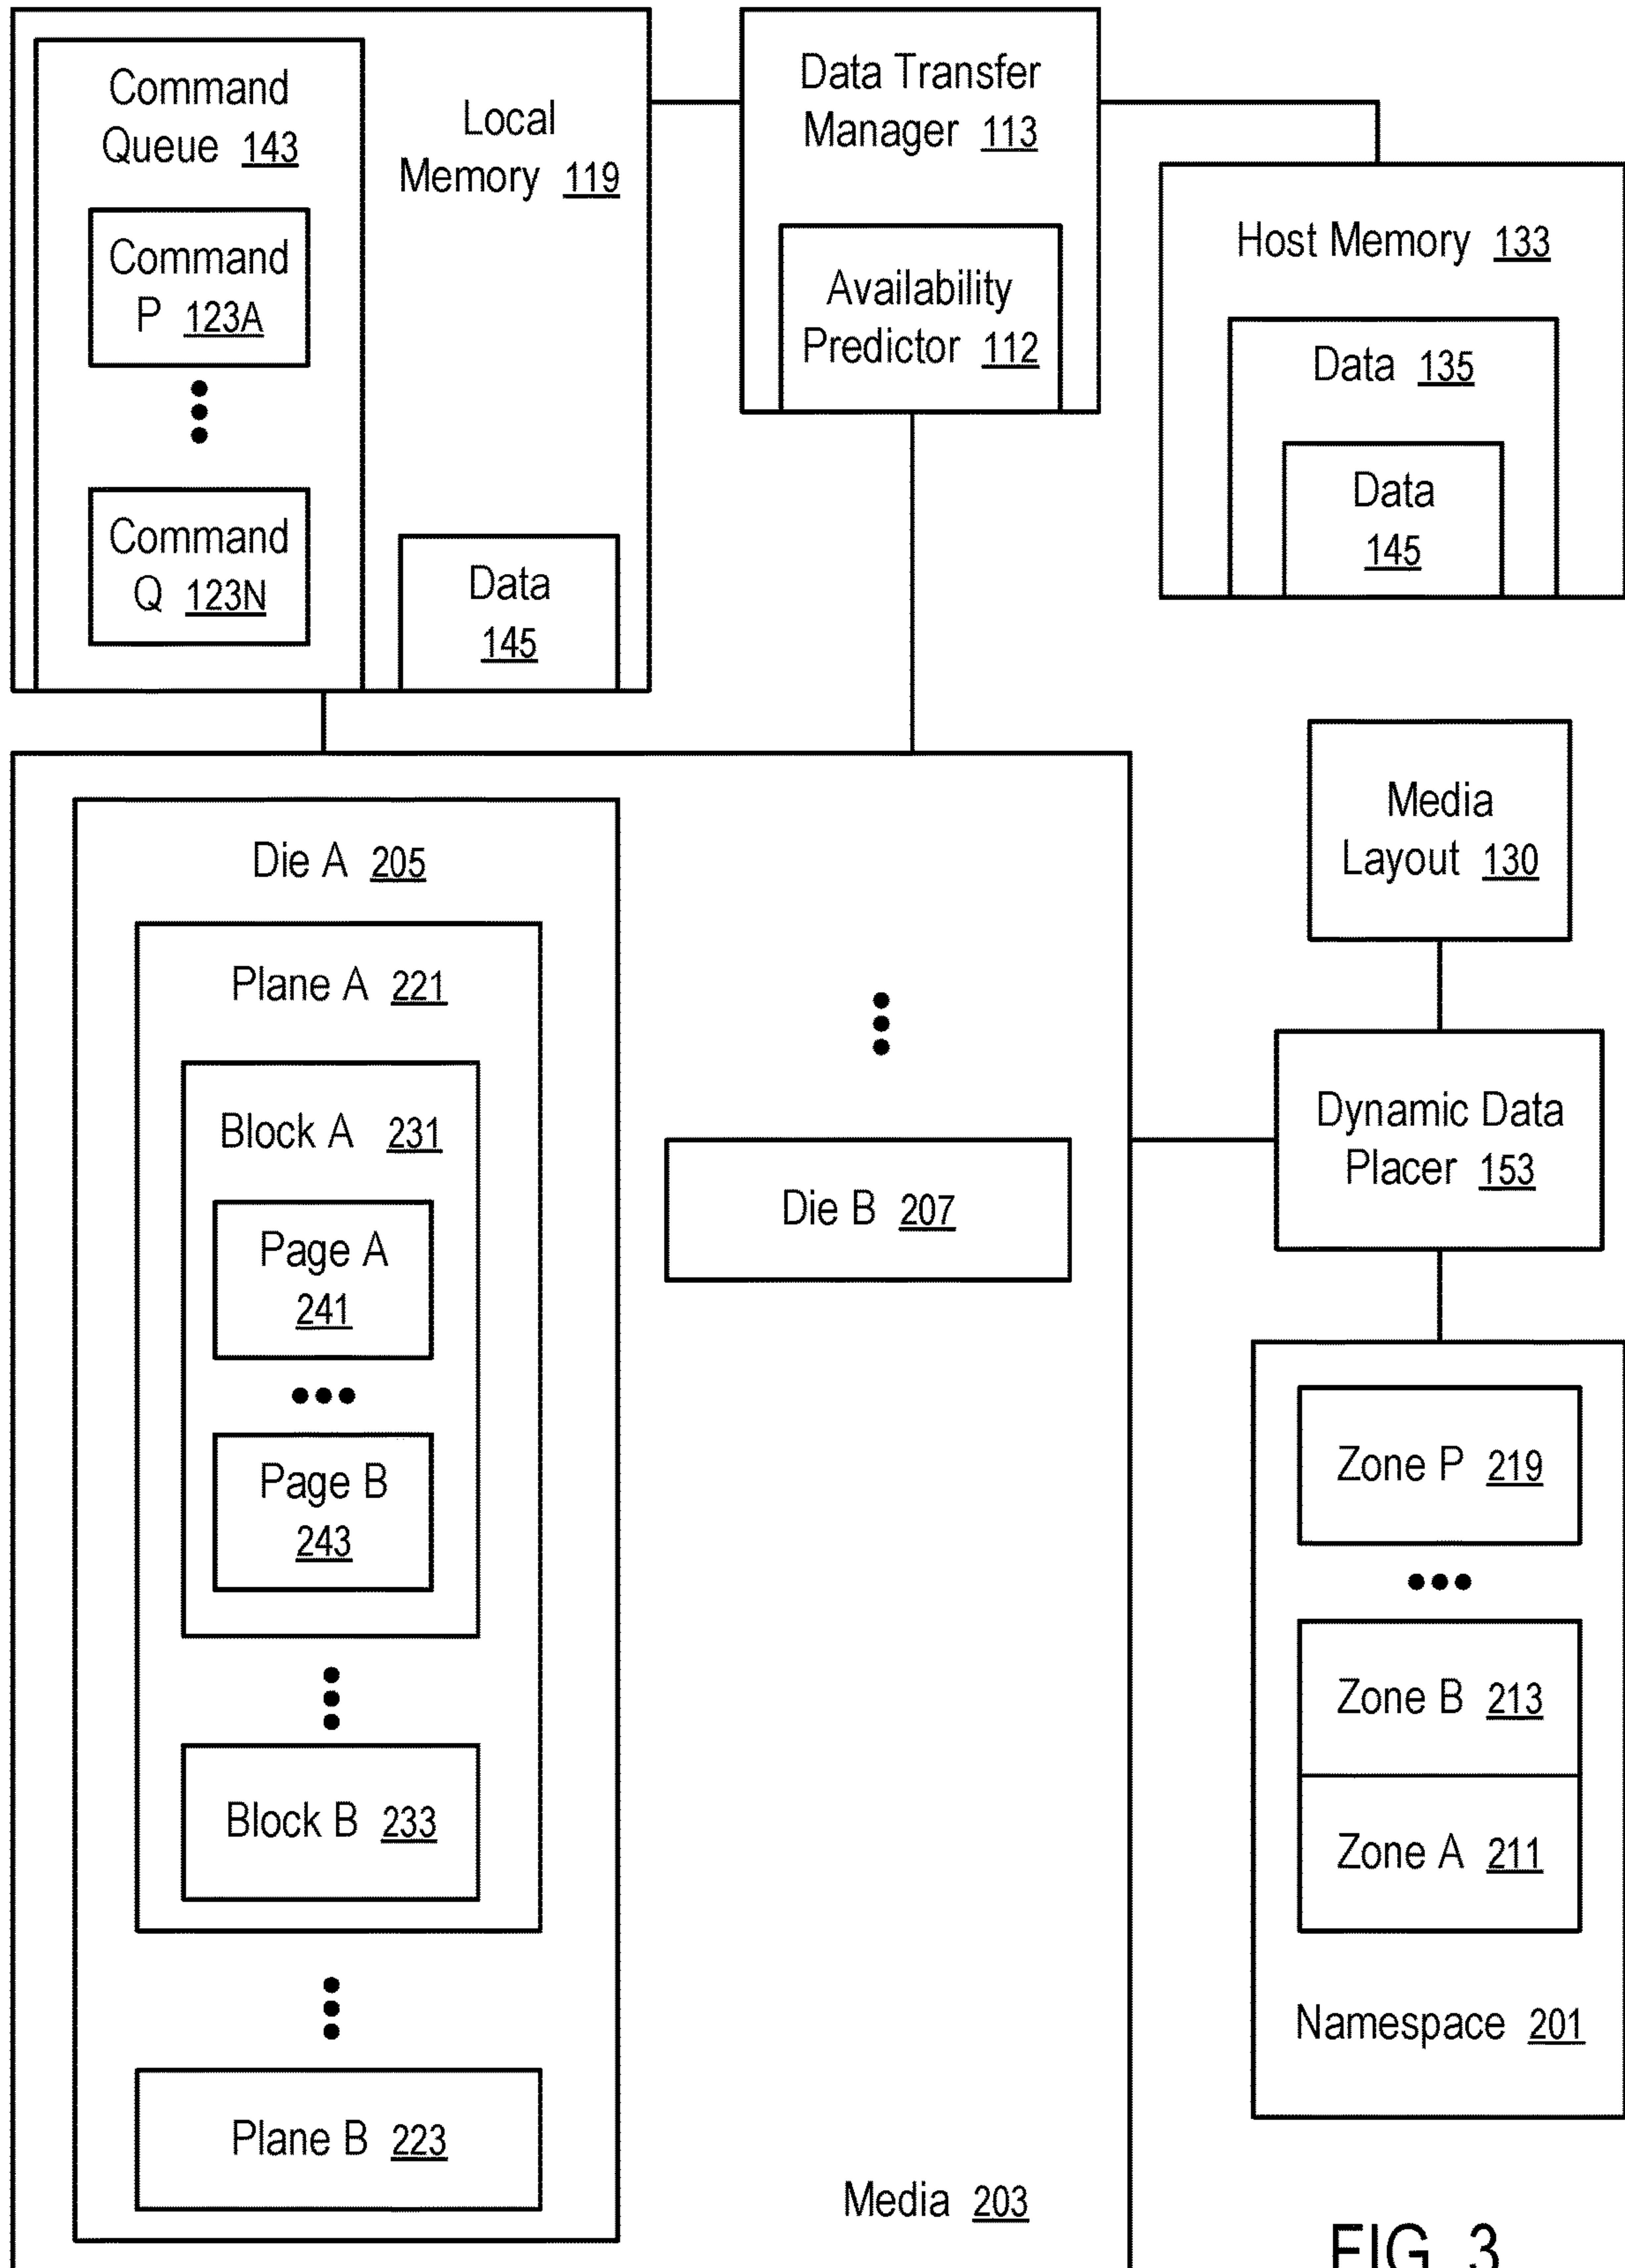 Command
Queue 143
Command
P 123A
Command
Q 123N
Local
Memory 119
Data
145
Data Transfer
Manager 113
Availability
Predictor 112
Host Memory 133
Data 135
Data
145
Die A 205
Plane A 221
Block A 231
Page A
241
Page B
243
Block B 233
Plane B 223
Die B 207
Media 203
Media
Layout 130
Dynamic Data
Placer 153
Zone P 219
Zone B 213
Zone A 211
Namespace 201
FIG. 3